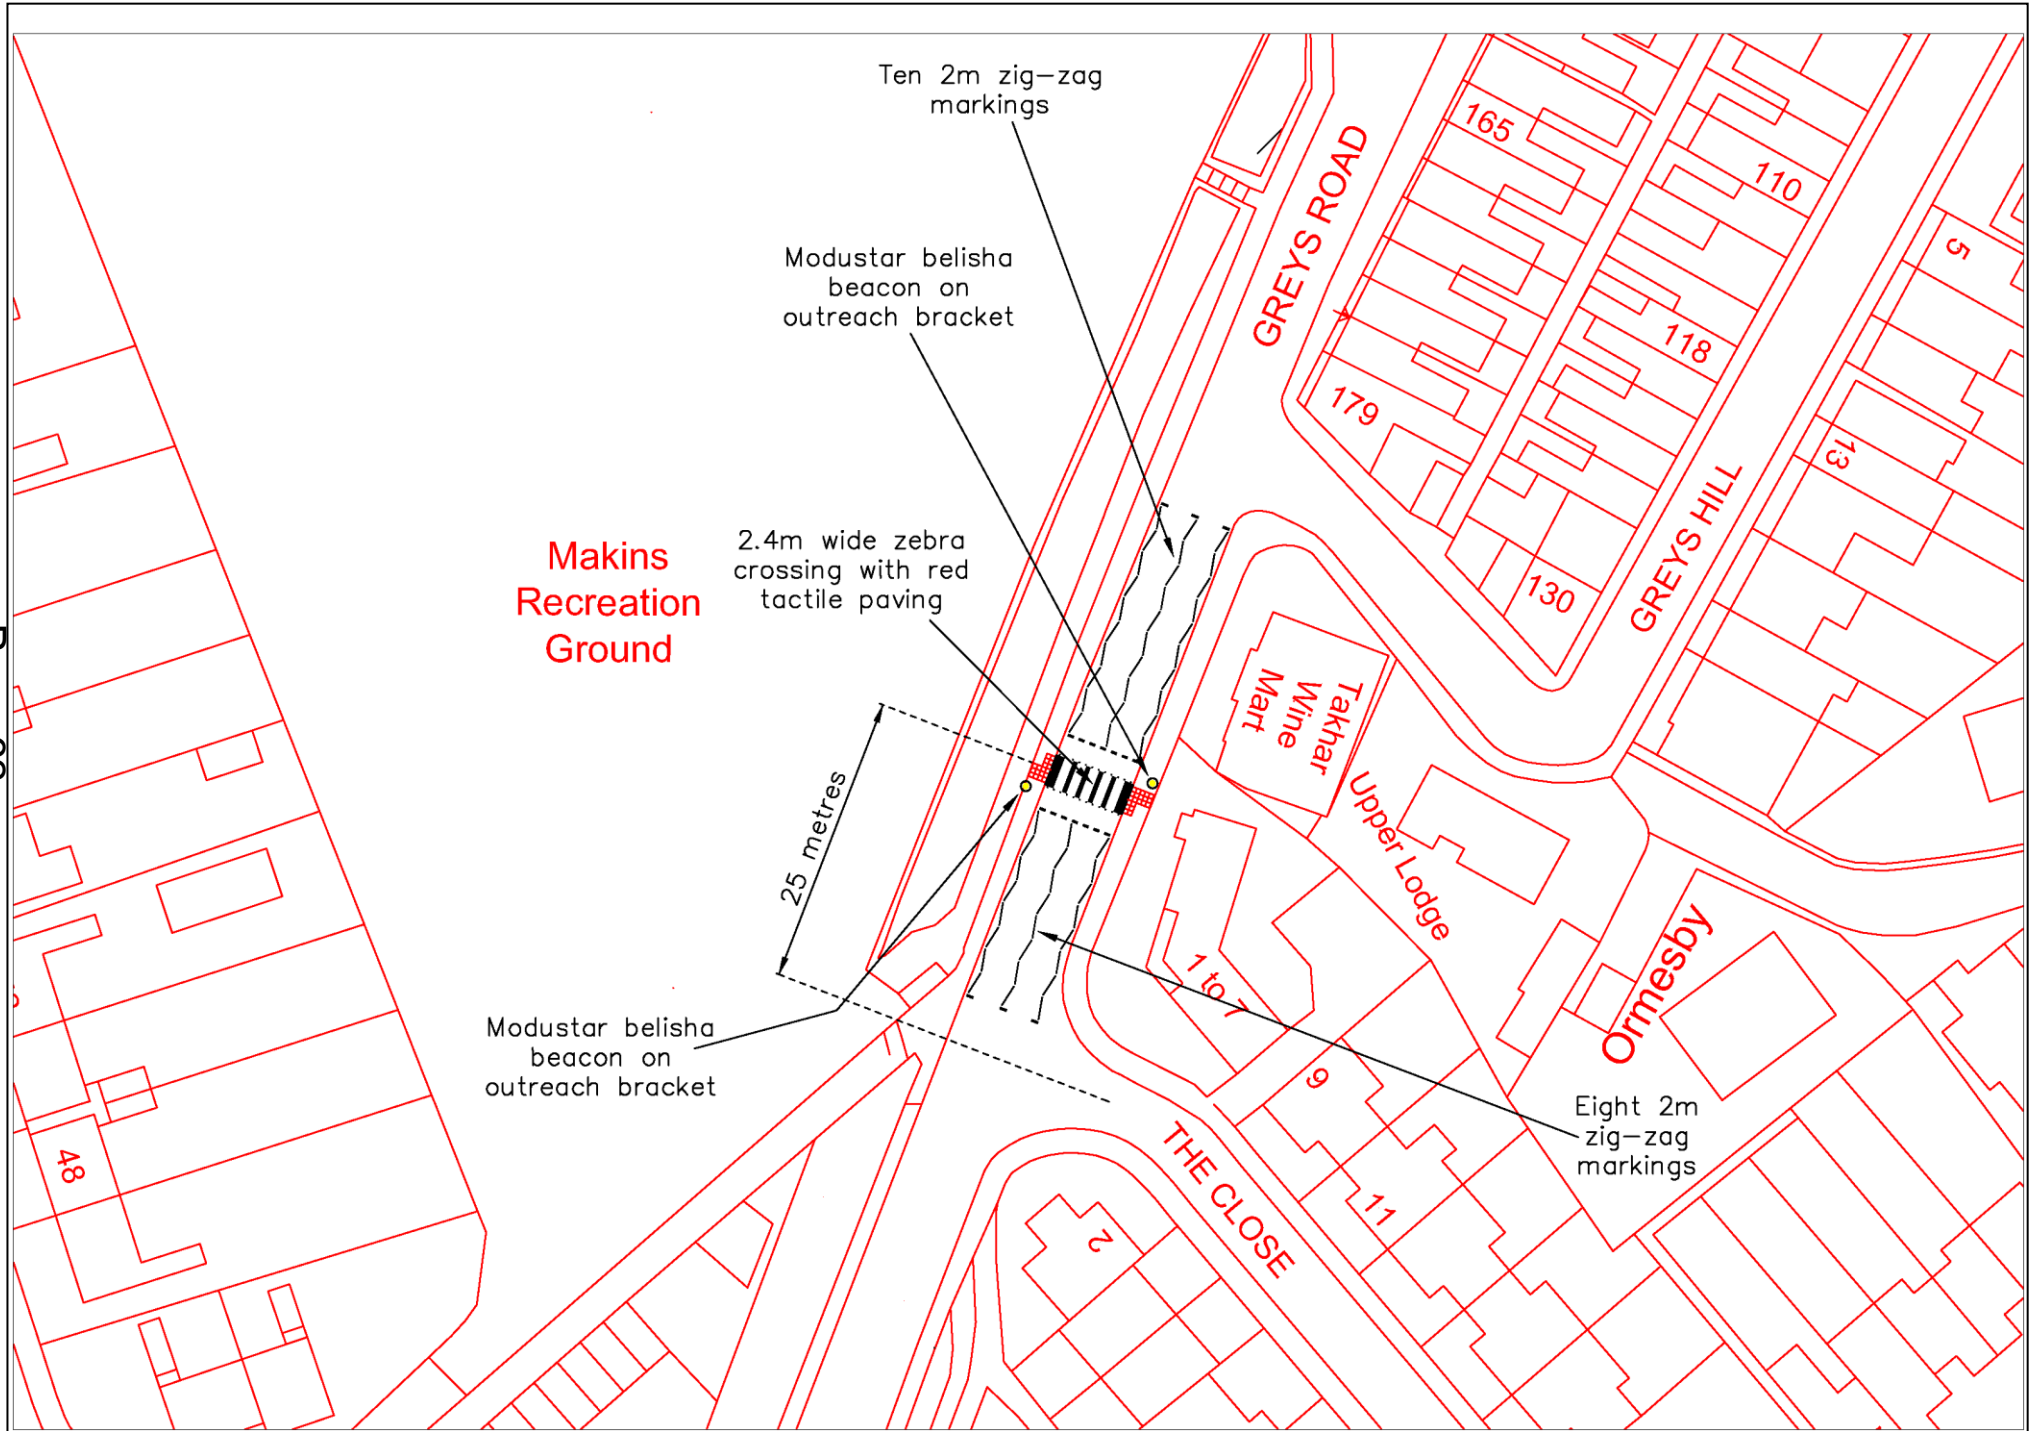 Ten 2m zig-zag
markings
Modustar belisha
beacon on
outreach bracket
2.4m wide zebra
crossing with red
tactile paving
Makins
Recreation
Ground
25 metres
Modustar belisha
beacon on
outreach bracket
Eight 2m
zig-zag
markings
GREYS ROAD
GREYS HILL
THE CLOSE
Takhar
Wine
Mart
Upper Lodge
Ormesby
165
110
118
179
130
5
13
1 to 7
9
11
2
48